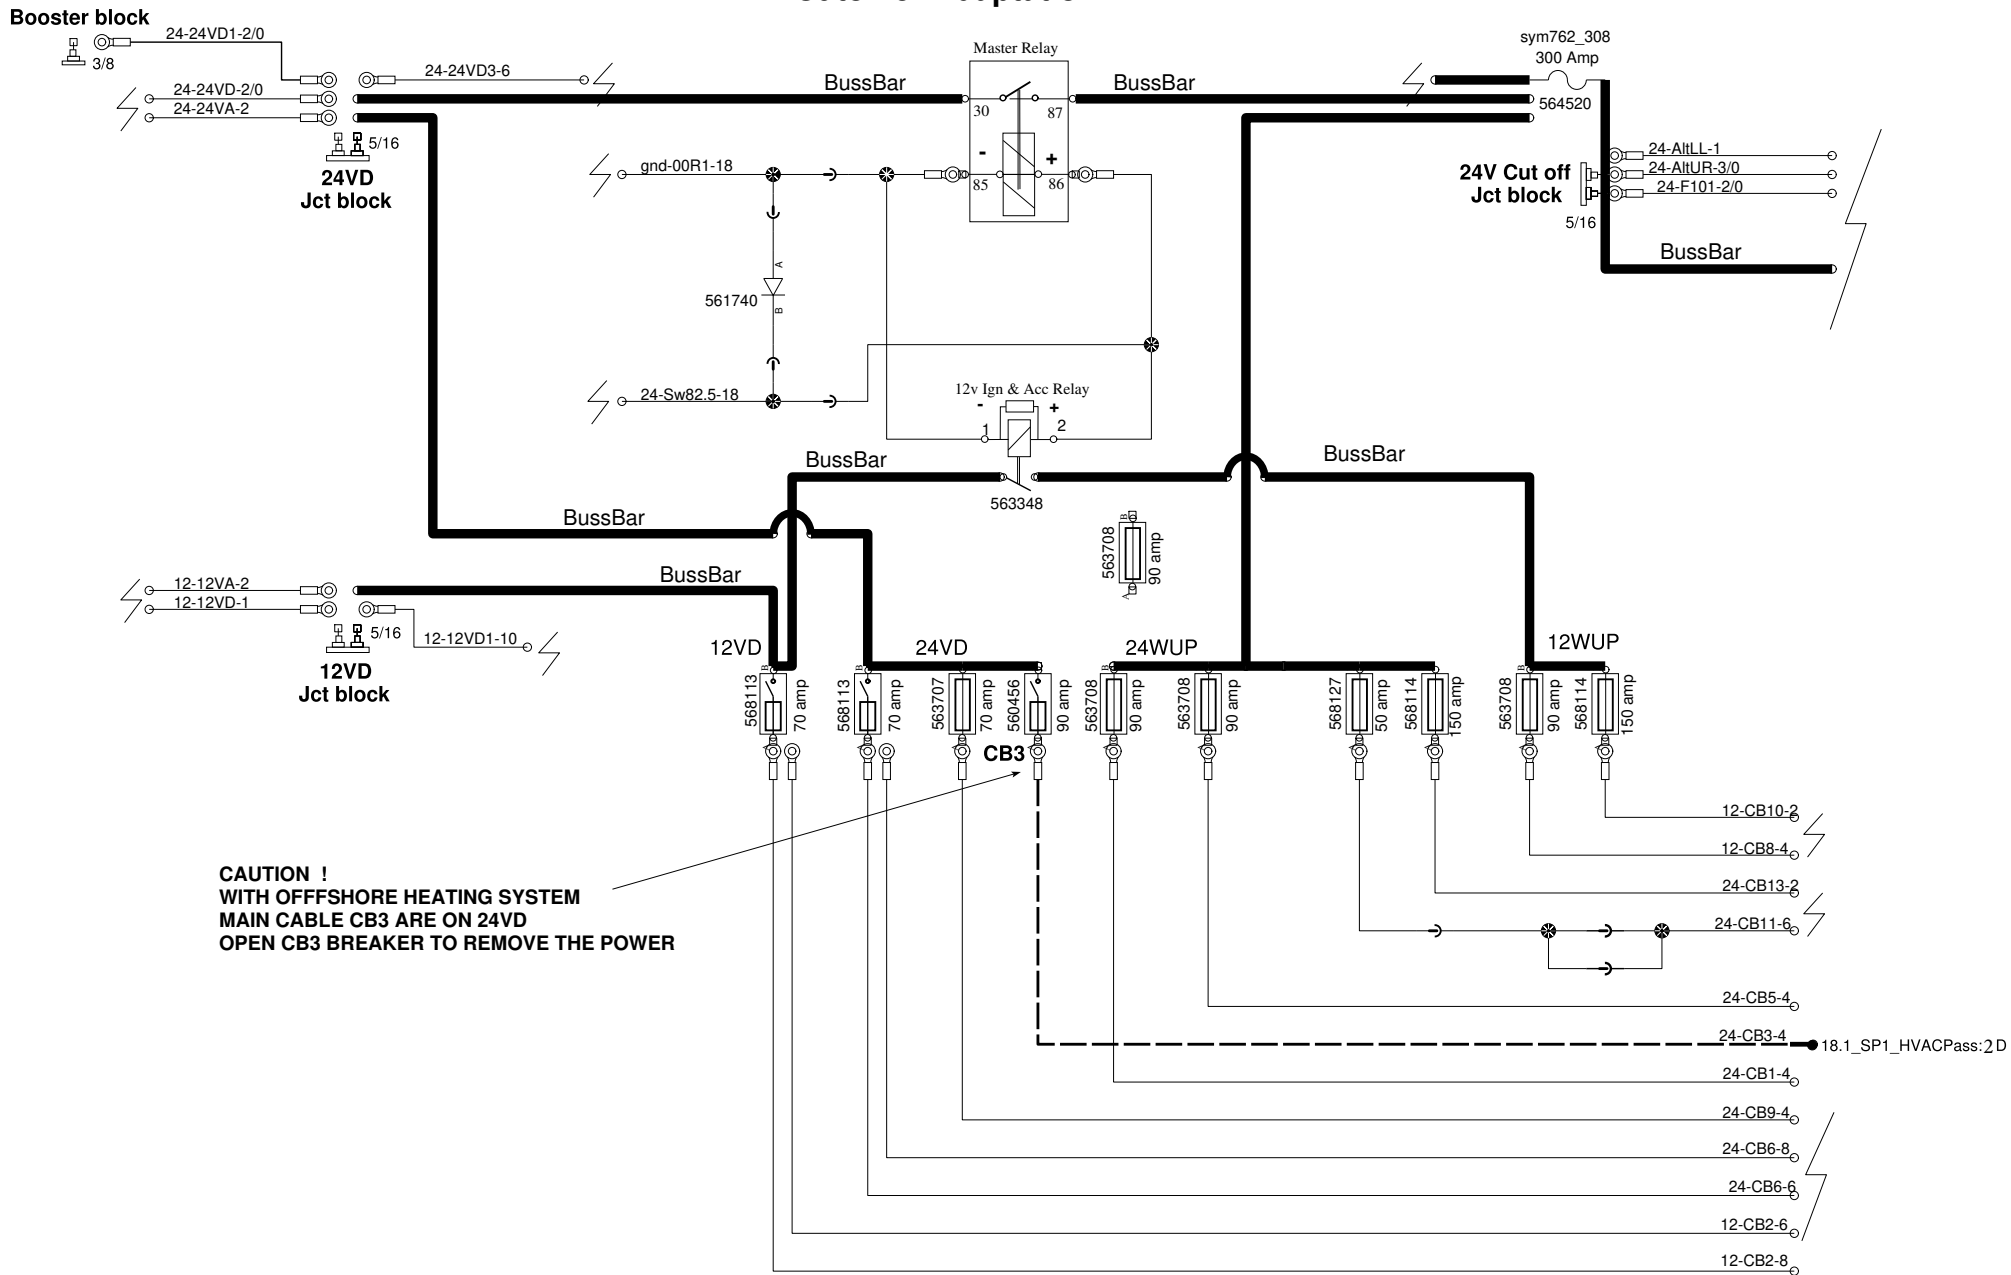 Booster block
24-24VD1-2/0
3/8
24-24VD3-6
24-24VD-2/0
24-24VA-2
5/16
24VD
Jct block
BussBar
Master Relay
30
87
-
+
85
86
BussBar
sym762_308
300 Amp
564520
24-AltLL-1
24-AltUR-3/0
24-F101-2/0
24V Cut off
Jct block
5/16
BussBar
gnd-00R1-18
A
561740
B
24-Sw82.5-18
12v Ign & Acc Relay
-
+
1
2
BussBar
563348
BussBar
BussBar
B
563708
90 amp
A
12-12VA-2
12-12VD-1
BussBar
5/16
12-12VD1-10
12VD
Jct block
12VD
24VD
24WUP
12WUP
B
568113
70 amp
A
B
568113
70 amp
A
563707
70 amp
A
560456
90 amp
B
563708
90 amp
A
563708
90 amp
A
568127
50 amp
A
568114
150 amp
B
563708
90 amp
A
568114
150 amp
CB3
12-CB10-2
12-CB8-4
24-CB13-2
24-CB11-6
CAUTION !
WITH OFFFSHORE HEATING SYSTEM
MAIN CABLE CB3 ARE ON 24VD
OPEN CB3 BREAKER TO REMOVE THE POWER
24-CB5-4
24-CB3-4
18.1_SP1_HVACPass:2D
24-CB1-4
24-CB9-4
24-CB6-8
24-CB6-6
12-CB2-6
12-CB2-8